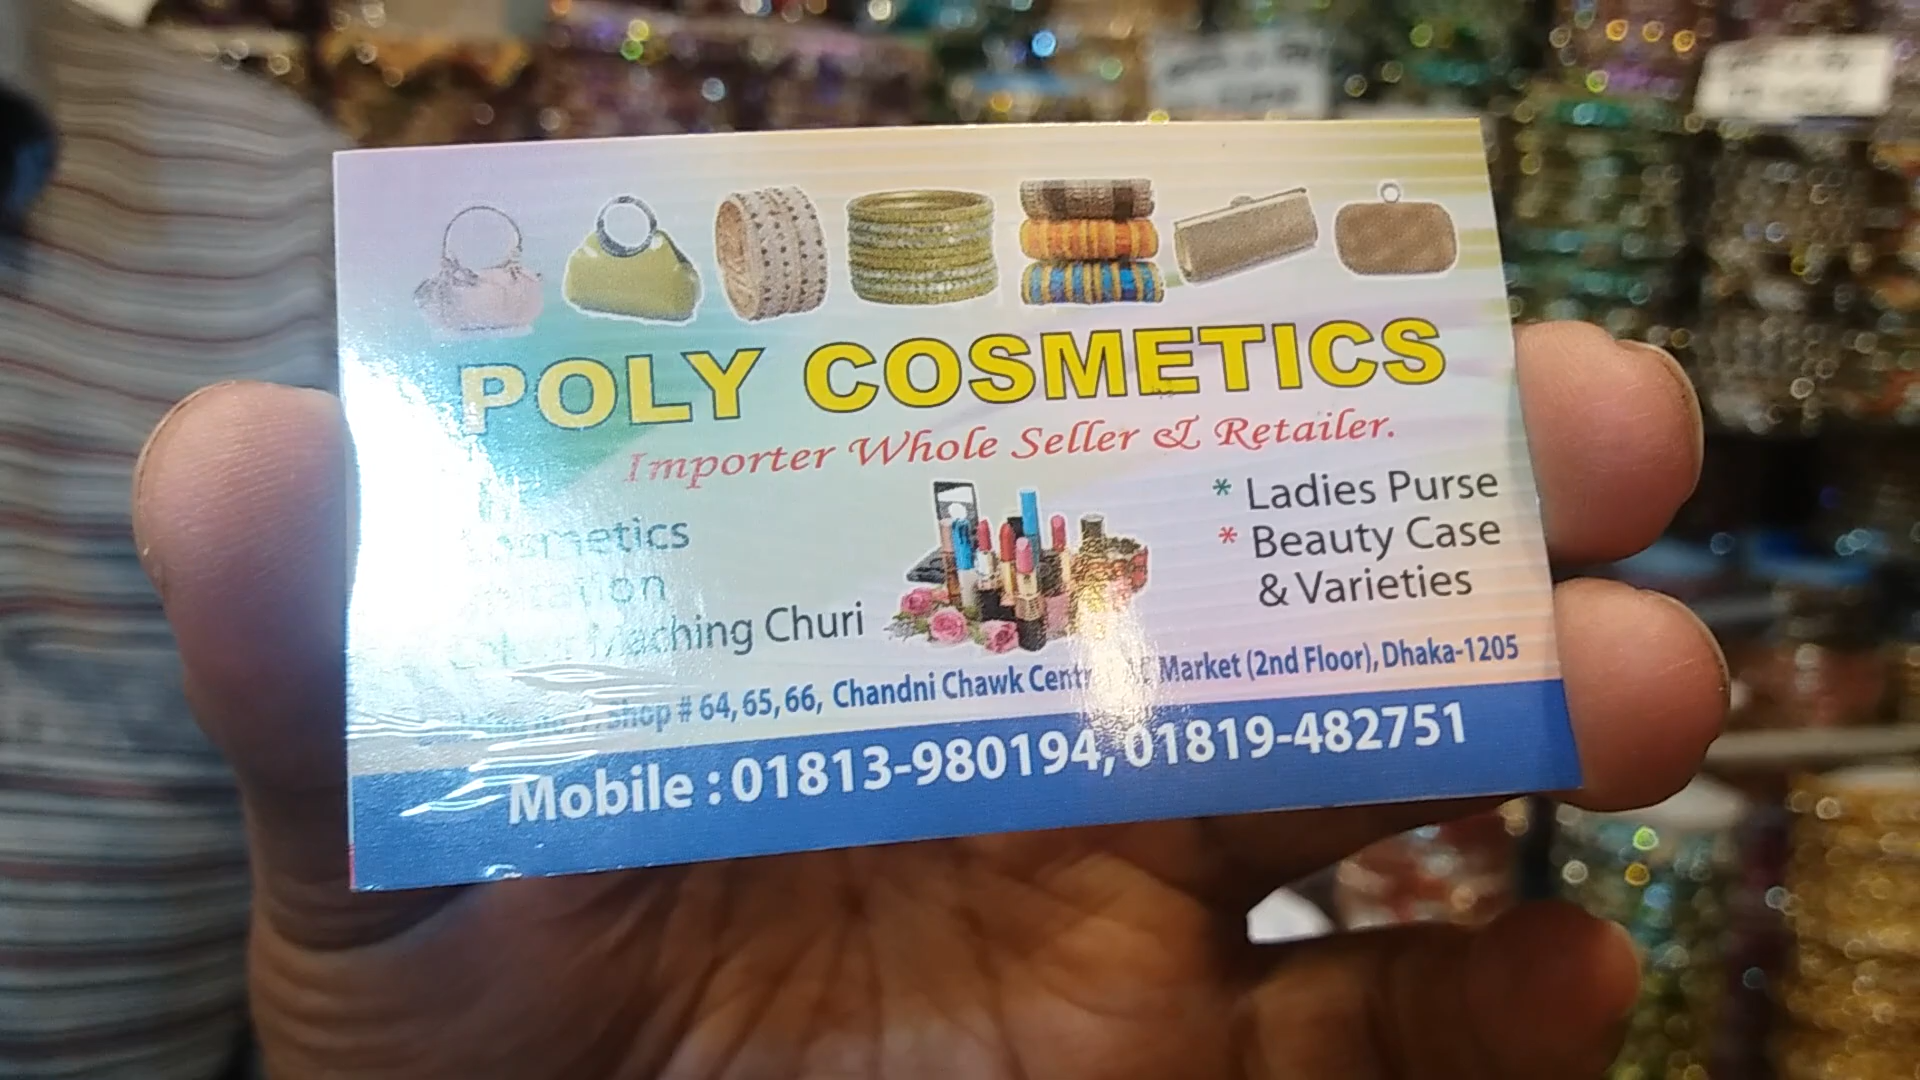 POLY COSMETICS
Importer Whole Seller & Retailer.
Cosmetics
Maching Churi
* Ladies Purse
* Beauty Case
& Varieties
Shop # 64, 65, 66, Chandni Chawk Market (2nd Floor), Dhaka-1205
Mobile : 01813-980194, 01819-482751